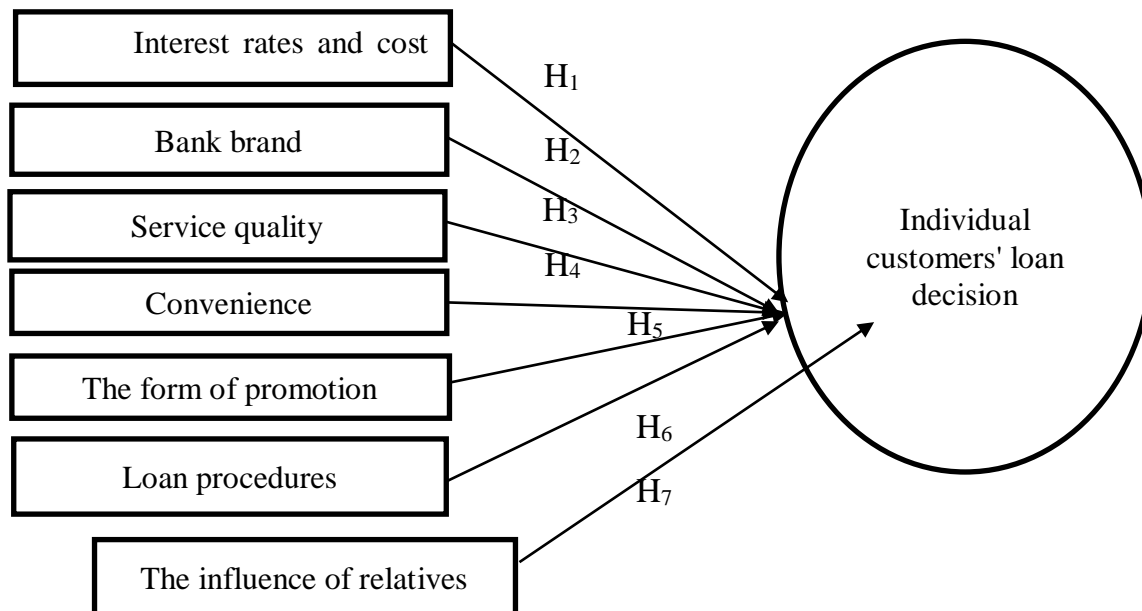 Interest rates and cost
H₁
Bank brand
H₂
Service quality
H₃
H₄
Convenience
H₅
The form of promotion
H₆
Loan procedures
H₇
The influence of relatives
Individual
customers' loan
decision